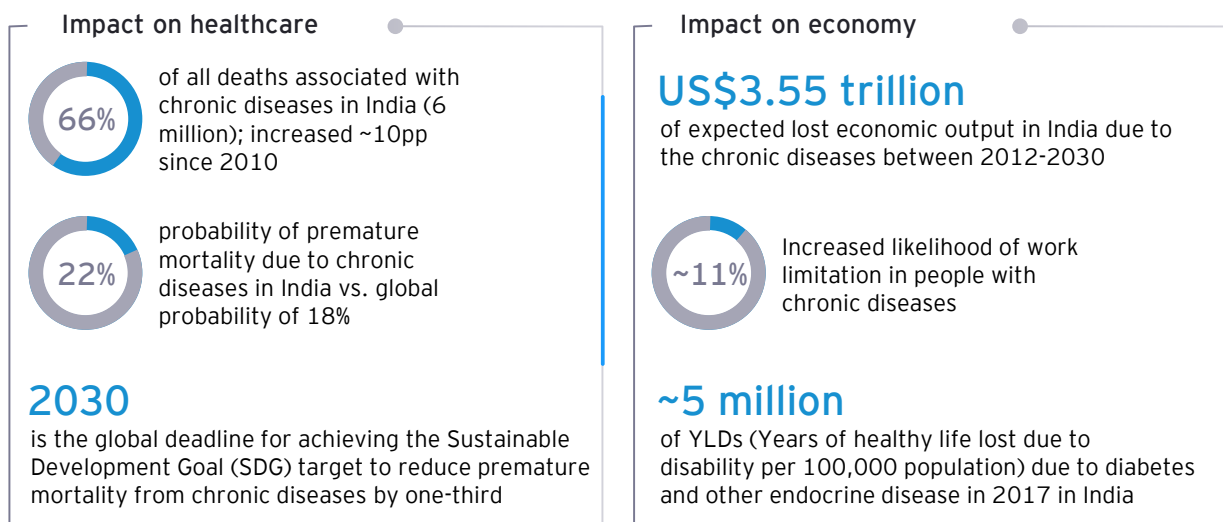 Impact on healthcare
66%
of all deaths associated with
chronic diseases in India (6
million); increased ~10pp
since 2010
22%
probability of premature
mortality due to chronic
diseases in India vs. global
probability of 18%
2030
is the global deadline for achieving the Sustainable
Development Goal (SDG) target to reduce premature
mortality from chronic diseases by one-third
Impact on economy
US$3.55 trillion
of expected lost economic output in India due to
the chronic diseases between 2012-2030
~11%
Increased likelihood of work
limitation in people with
chronic diseases
~5 million
of YLDs (Years of healthy life lost due to
disability per 100,000 population) due to diabetes
and other endocrine disease in 2017 in India